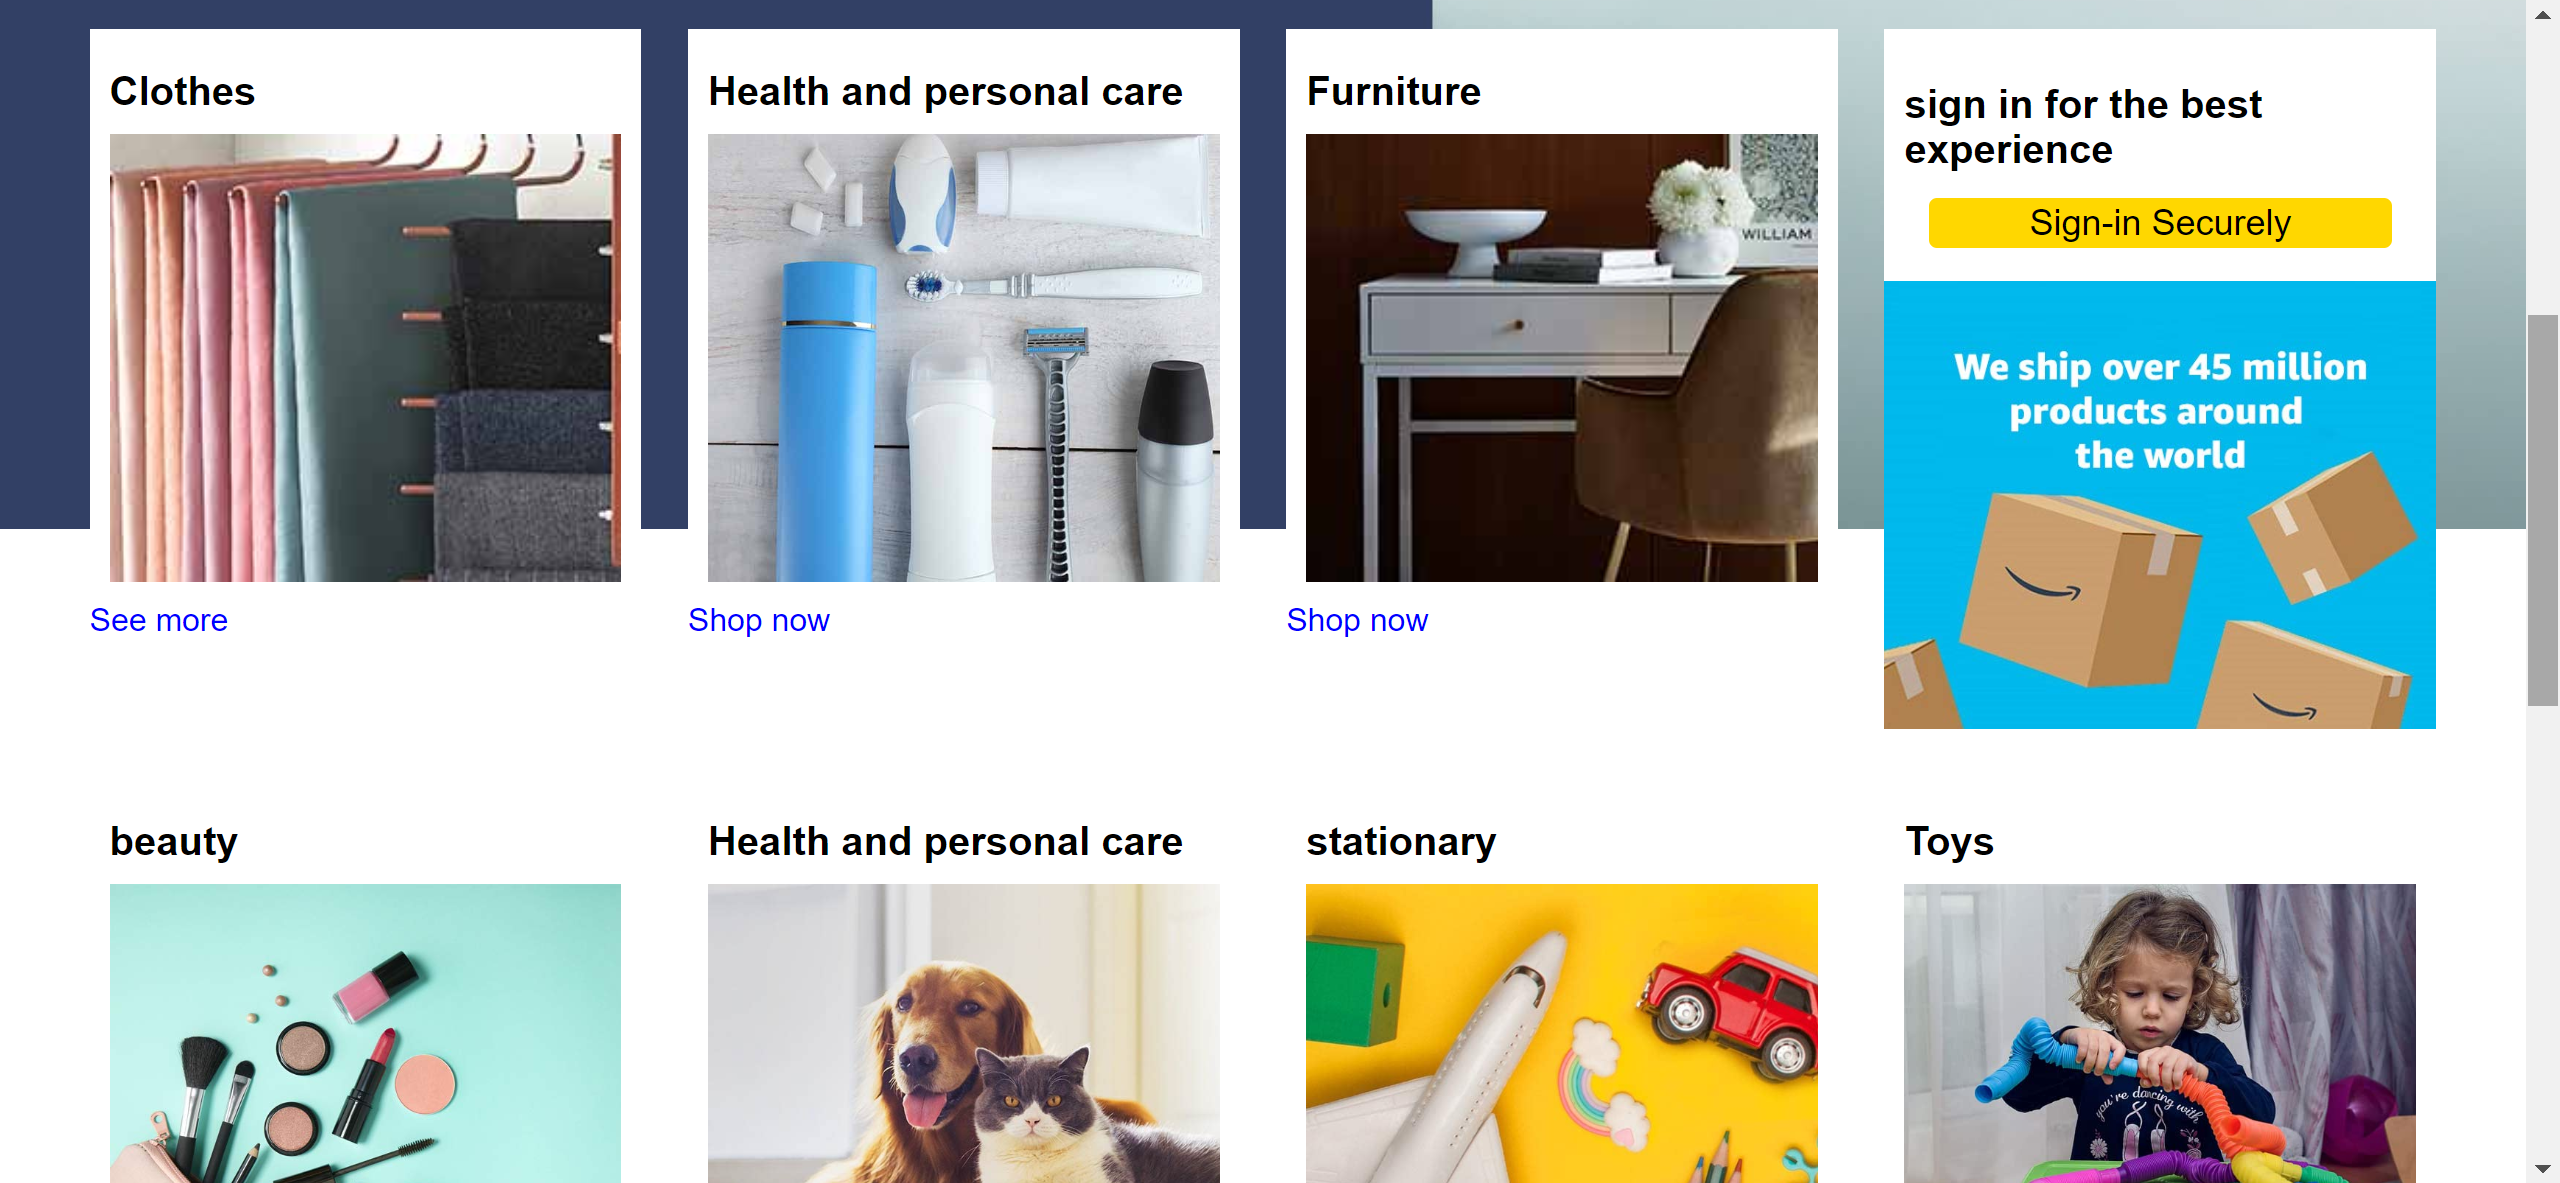 Clothes
Health and personal care
Furniture
sign in for the best
experience
Sign-in Securely
WILLIAM
We ship over 45 million
products around
the world
See more
Shop now
Shop now
beauty
Health and personal care
stationary
Toys
you're dancing with